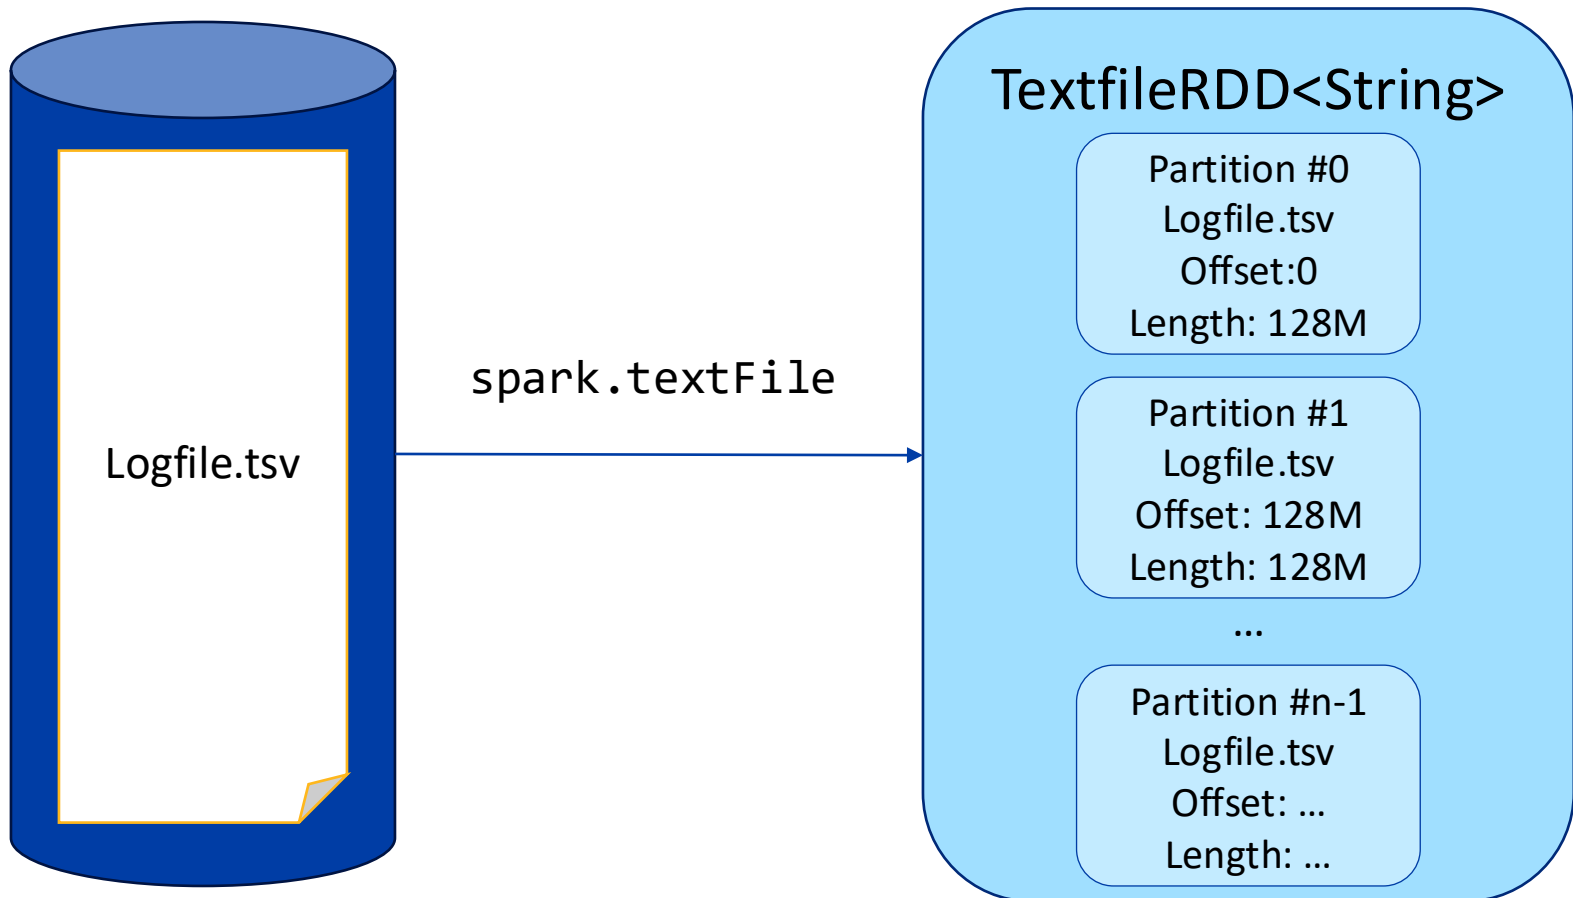 Logfile.tsv
spark.textFile
TextfileRDD<String>
Partition #0
Logfile.tsv
Offset:0
Length: 128M
Partition #1
Logfile.tsv
Offset: 128M
Length: 128M
…
Partition #n-1
Logfile.tsv
Offset: …
Length: …